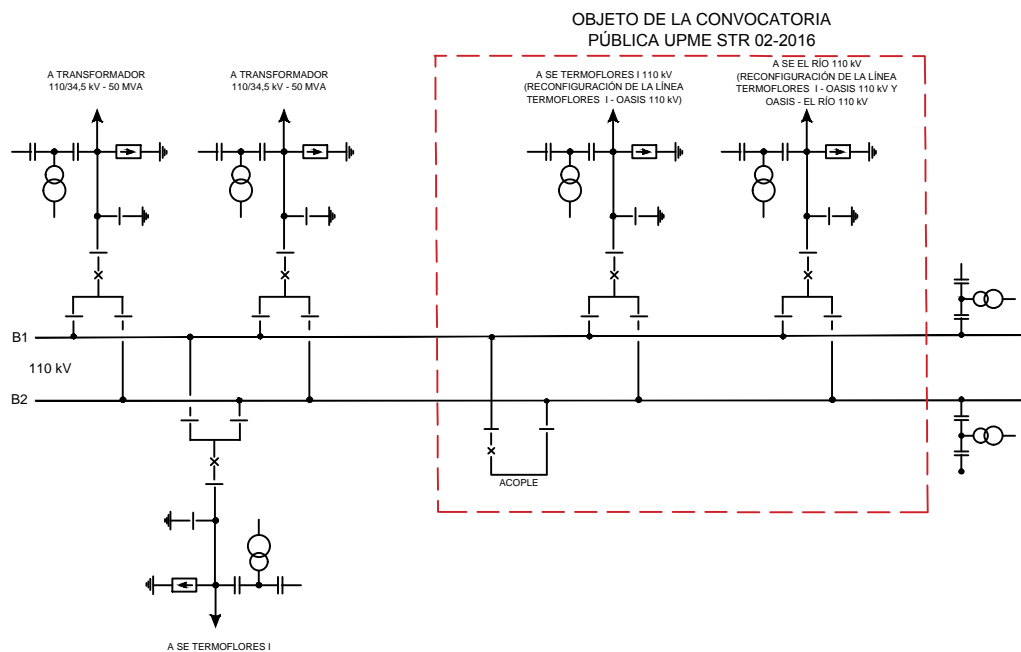 OBJETO DE LA CONVOCATORIA
PÚBLICA UPME STR 02-2016
A TRANSFORMADOR
110/34,5 kV - 50 MVA
A TRANSFORMADOR
110/34,5 kV - 50 MVA
A SE TERMOFLORES I 110 kV
(RECONFIGURACIÓN DE LA LÍNEA
TERMOFLORES I - OASIS 110 kV)
A SE EL RÍO 110 kV
(RECONFIGURACIÓN DE LA LÍNEA
TERMOFLORES I - OASIS 110 kV Y
OASIS - EL RÍO 110 kV
B1
110 kV
B2
ACOPLE
A SE TERMOFLORES I